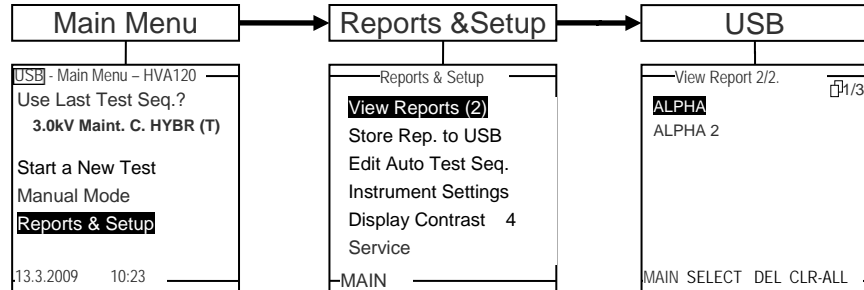 Main Menu
USB - Main Menu – HVA120
Use Last Test Seq.?
3.0kV Maint. C. HYBR (T)
Start a New Test
Manual Mode
Reports & Setup
13.3.2009 10:23
Reports &Setup
Reports & Setup
View Reports (2)
Store Rep. to USB
Edit Auto Test Seq.
Instrument Settings
Display Contrast 4
Service
MAIN
USB
View Report 2/2.
1/3
ALPHA
ALPHA 2
MAIN SELECT DEL CLR-ALL